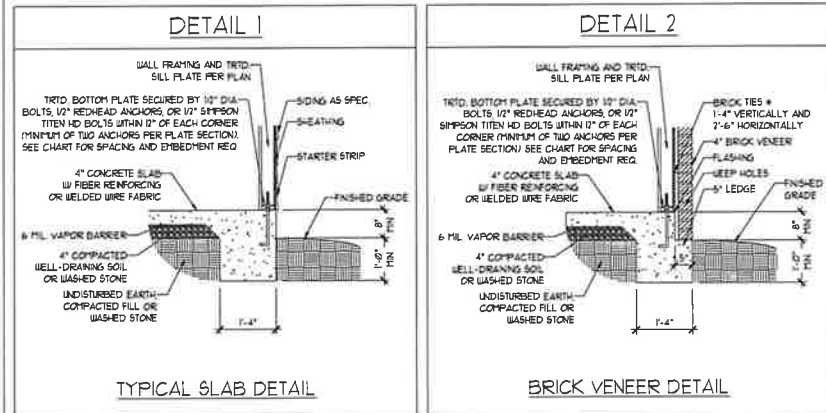 DETAIL 1
WALL FRAMING AND TRTD.
SILL PLATE PER PLAN
TRTD. BOTTOM PLATE SECURED BY 1/2" DIA.
BOLTS, 1/2" REDHEAD ANCHORS, OR 1/2" SIMPSON
TITEN HD BOLTS WITHIN 12" OF EACH CORNER
(MINIMUM OF TWO ANCHORS PER PLATE SECTION).
SEE CHART FOR SPACING AND EMBEDMENT REQ.
SIDING AS SPEC.
SHEATHING
STARTER STRIP
4" CONCRETE SLAB
W/ FIBER REINFORCING
OR WELDED WIRE FABRIC
FINISHED GRADE
8"
MIN
6 MIL VAPOR BARRIER
4" COMPACTED
WELL-DRAINING SOIL
OR WASHED STONE
1'-0"
MIN
UNDISTURBED EARTH,
COMPACTED FILL OR
WASHED STONE
1'-4"
TYPICAL SLAB DETAIL
DETAIL 2
WALL FRAMING AND TRTD.
SILL PLATE PER PLAN
TRTD. BOTTOM PLATE SECURED BY 1/2" DIA.
BOLTS, 1/2" REDHEAD ANCHORS, OR 1/2"
SIMPSON TITEN HD BOLTS WITHIN 12" OF EACH
CORNER (MINIMUM OF TWO ANCHORS PER
PLATE SECTION) SEE CHART FOR SPACING
AND EMBEDMENT REQ.
BRICK TIES @
1'-4" VERTICALLY AND
2'-6" HORIZONTALLY
4" BRICK VENEER
FLASHING
WEEP HOLES
5" LEDGE
4" CONCRETE SLAB
W/ FIBER REINFORCING
OR WELDED WIRE FABRIC
FINISHED
GRADE
8"
MIN
6 MIL VAPOR BARRIER
5"
4" COMPACTED
WELL-DRAINING SOIL
OR WASHED STONE
1'-0"
MIN
UNDISTURBED EARTH,
COMPACTED FILL OR
WASHED STONE
1'-4"
BRICK VENEER DETAIL